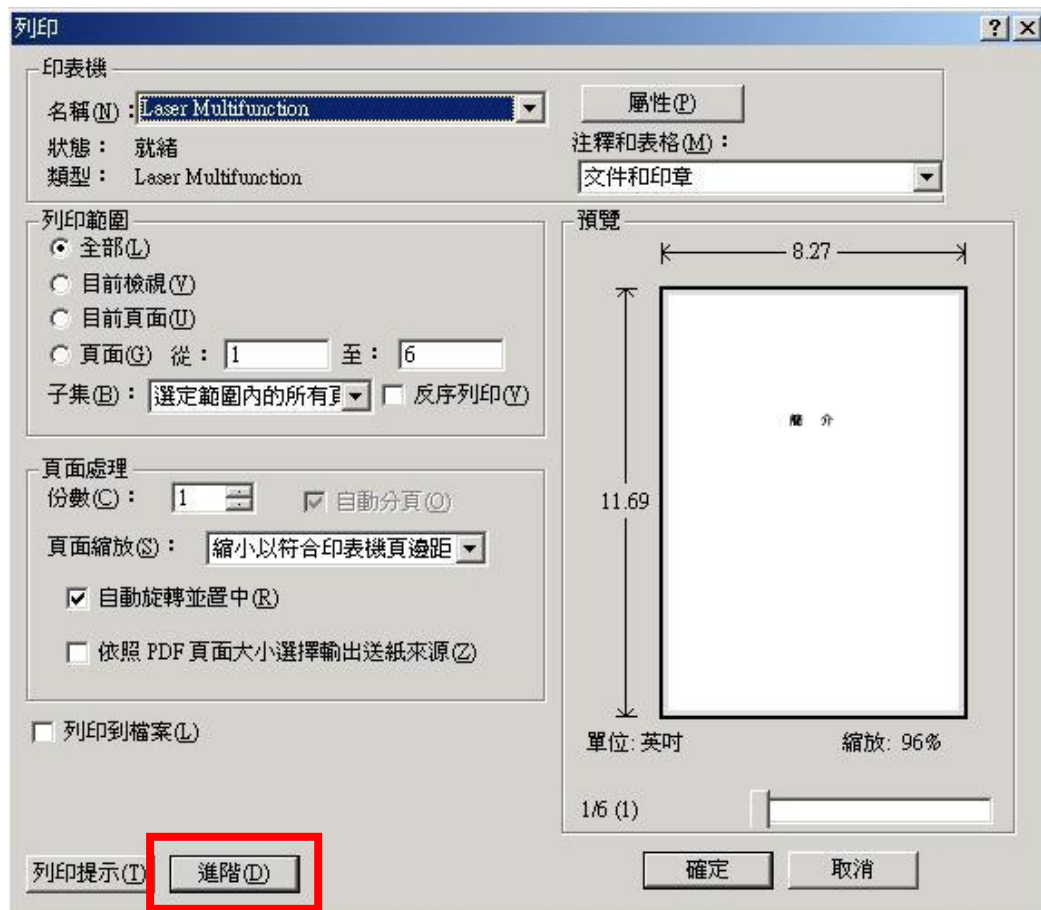 列印
印表機
名稱(N)：Laser Multifunction
屬性(P)
狀態： 就緒
注釋和表格(M)：
類型： Laser Multifunction
文件和印章
列印範圍
全部(L)
目前檢視(V)
目前頁面(U)
頁面(G) 從： 1 至： 6
子集(B)： 選定範圍內的所有 反序列印(V)
頁面處理
份數(C)： 1 自動分頁(O)
頁面縮放(S)： 縮小以符合印表機頁邊距
自動旋轉並置中(R)
依照 PDF 頁面大小選擇輸出送紙來源(Z)
列印到檔案(L)
預覽
8.27
11.69
簡 介
單位: 英吋 縮放: 96%
1/6 (1)
列印提示(T) 進階(D) 確定 取消